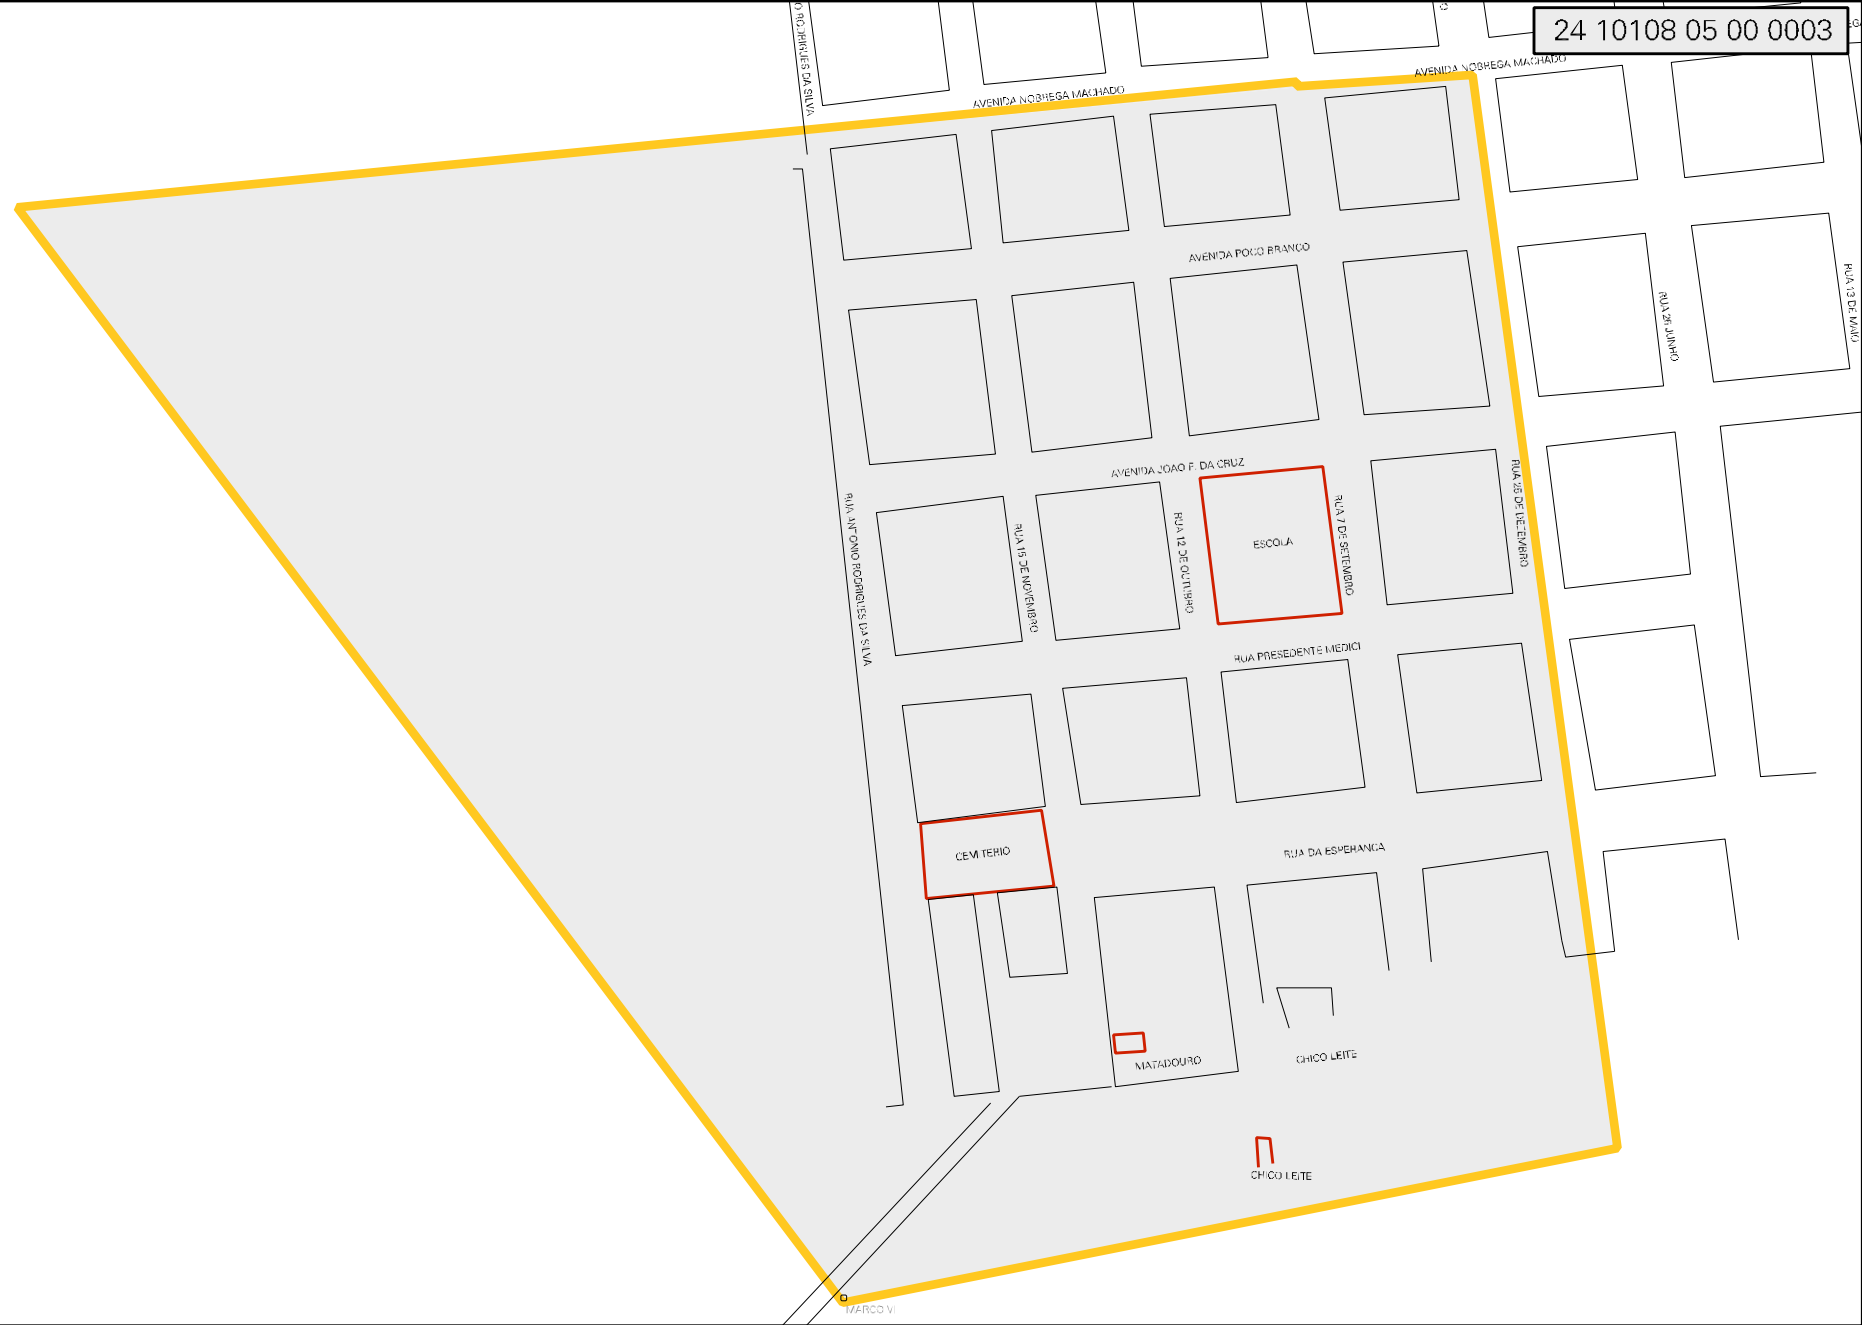 O RODRIGUES DA SILVA
24 10108 05 00 0003
AVENIDA NOBREGA MACHADO
AVENIDA NOBREGA MACHADO
AVENIDA POCO BRANCO
RUA 26 JUNHO
RUA 13 DE MAIO
AVENIDA JOAO F. DA CRUZ
RUA ANTONIO RODRIGUES DA SILVA
RUA 15 DE NOVEMBRO
RUA 12 DE OUTUBRO
ESCOLA
RUA 7 DE SETEMBRO
RUA 25 DE DEZEMBRO
RUA PRESEDENTE MEDICI
CEMITERIO
RUA DA ESPERANCA
MATADOURO
CHICO LEITE
CHICO LEITE
MARCO VI